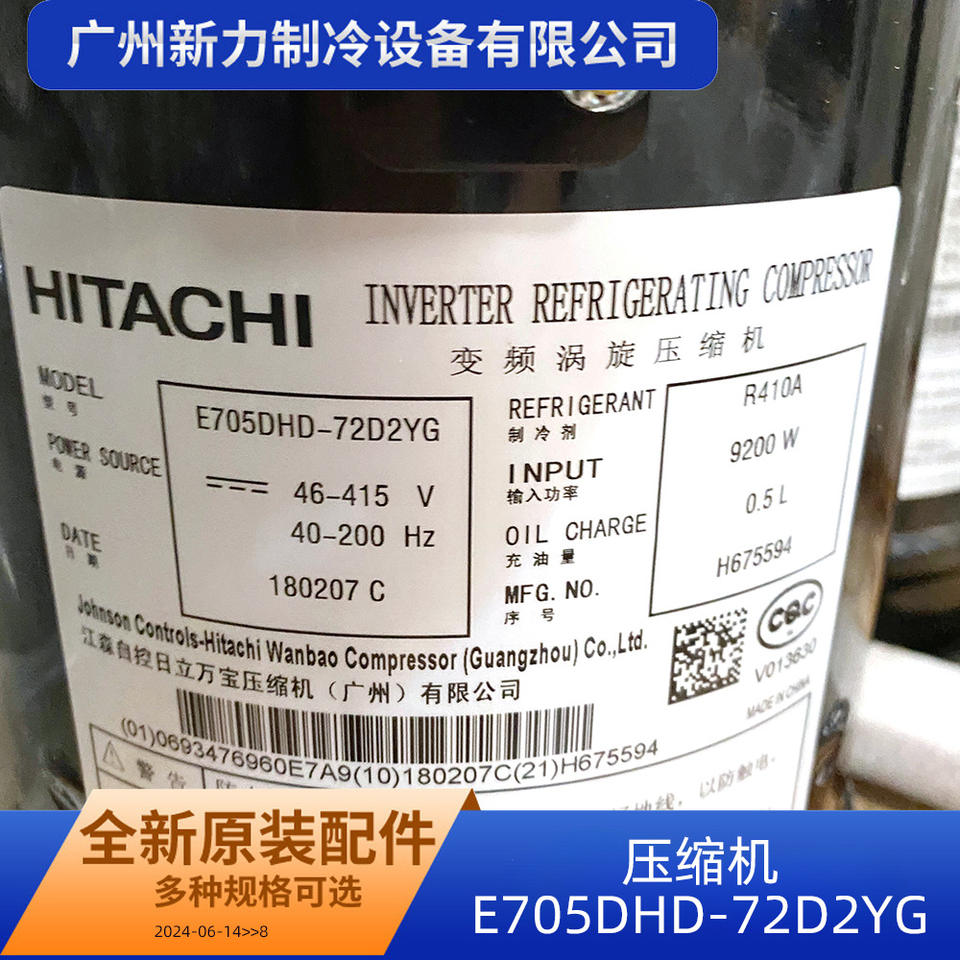 广州新力制冷设备有限公司
HITACHI
INVERTER REFRIGERATING COMPRESSOR
变频涡旋压缩机
MODEL
型号
E705DHD-72D2YG
POWER SOURCE
电源
46-415 V
40-200 Hz
DATE
日期
180207 C
REFRIGERANT
制冷剂
R410A
INPUT
输入功率
9200 W
OIL CHARGE
充油量
0.5 L
MFG. NO.
序号
H675594
Johnson Controls-Hitachi Wanbao Compressor (Guangzhou) Co.,Ltd.
江森自控日立万宝压缩机（广州）有限公司
CQC
V013630
MADE IN CHINA
(01)0693476960E7A9(10)180207C(21)H675594
警告
地线，以防触电.
全新原装配件
多种规格可选
2024-06-14>>8
压缩机
E705DHD-72D2YG